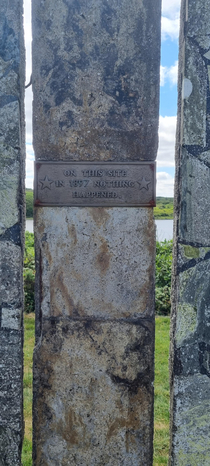 ON THIS SITE
IN 1897 NOTHING
HAPPENED.